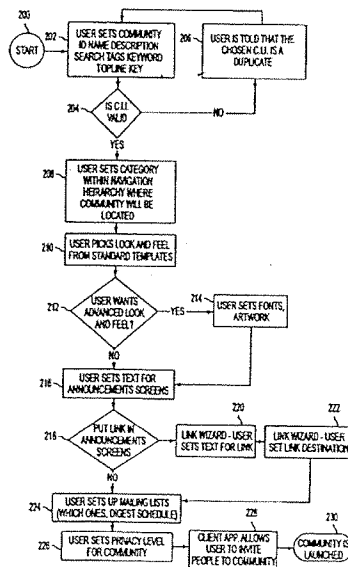 200
START
202
USER SETS COMMUNITY
ID NAME DESCRIPTION
SEARCH TAGS KEYWORD
TOPLINE KEY
206
USER IS TOLD THAT THE
CHOSEN C.U. IS A
DUPLICATE
204
IS C.U.
VALID
NO
YES
208
USER SETS CATEGORY
WITHIN NAVIGATION
HIERARCHY WHERE
COMMUNITY WILL BE
LOCATED
210
USER PICKS LOOK AND FEEL
FROM STANDARD TEMPLATES
212
USER WANTS
ADVANCED LOOK
AND FEEL?
YES
214
USER SETS FONTS,
ARTWORK
NO
216
USER SETS TEXT FOR
ANNOUNCEMENTS SCREENS
218
PUT LINK IN
ANNOUNCEMENTS
SCREENS
220
LINK WIZARD - USER
SETS TEXT FOR LINK
222
LINK WIZARD - USER
SET LINK DESTINATION
NO
224
USER SETS UP MAILING LISTS
(WHICH ONES, DIGEST SCHEDULE)
226
USER SETS PRIVACY LEVEL
FOR COMMUNITY
228
CLIENT APP. ALLOWS
USER TO INVITE
PEOPLE TO COMMUNITY
230
COMMUNITY IS
LAUNCHED